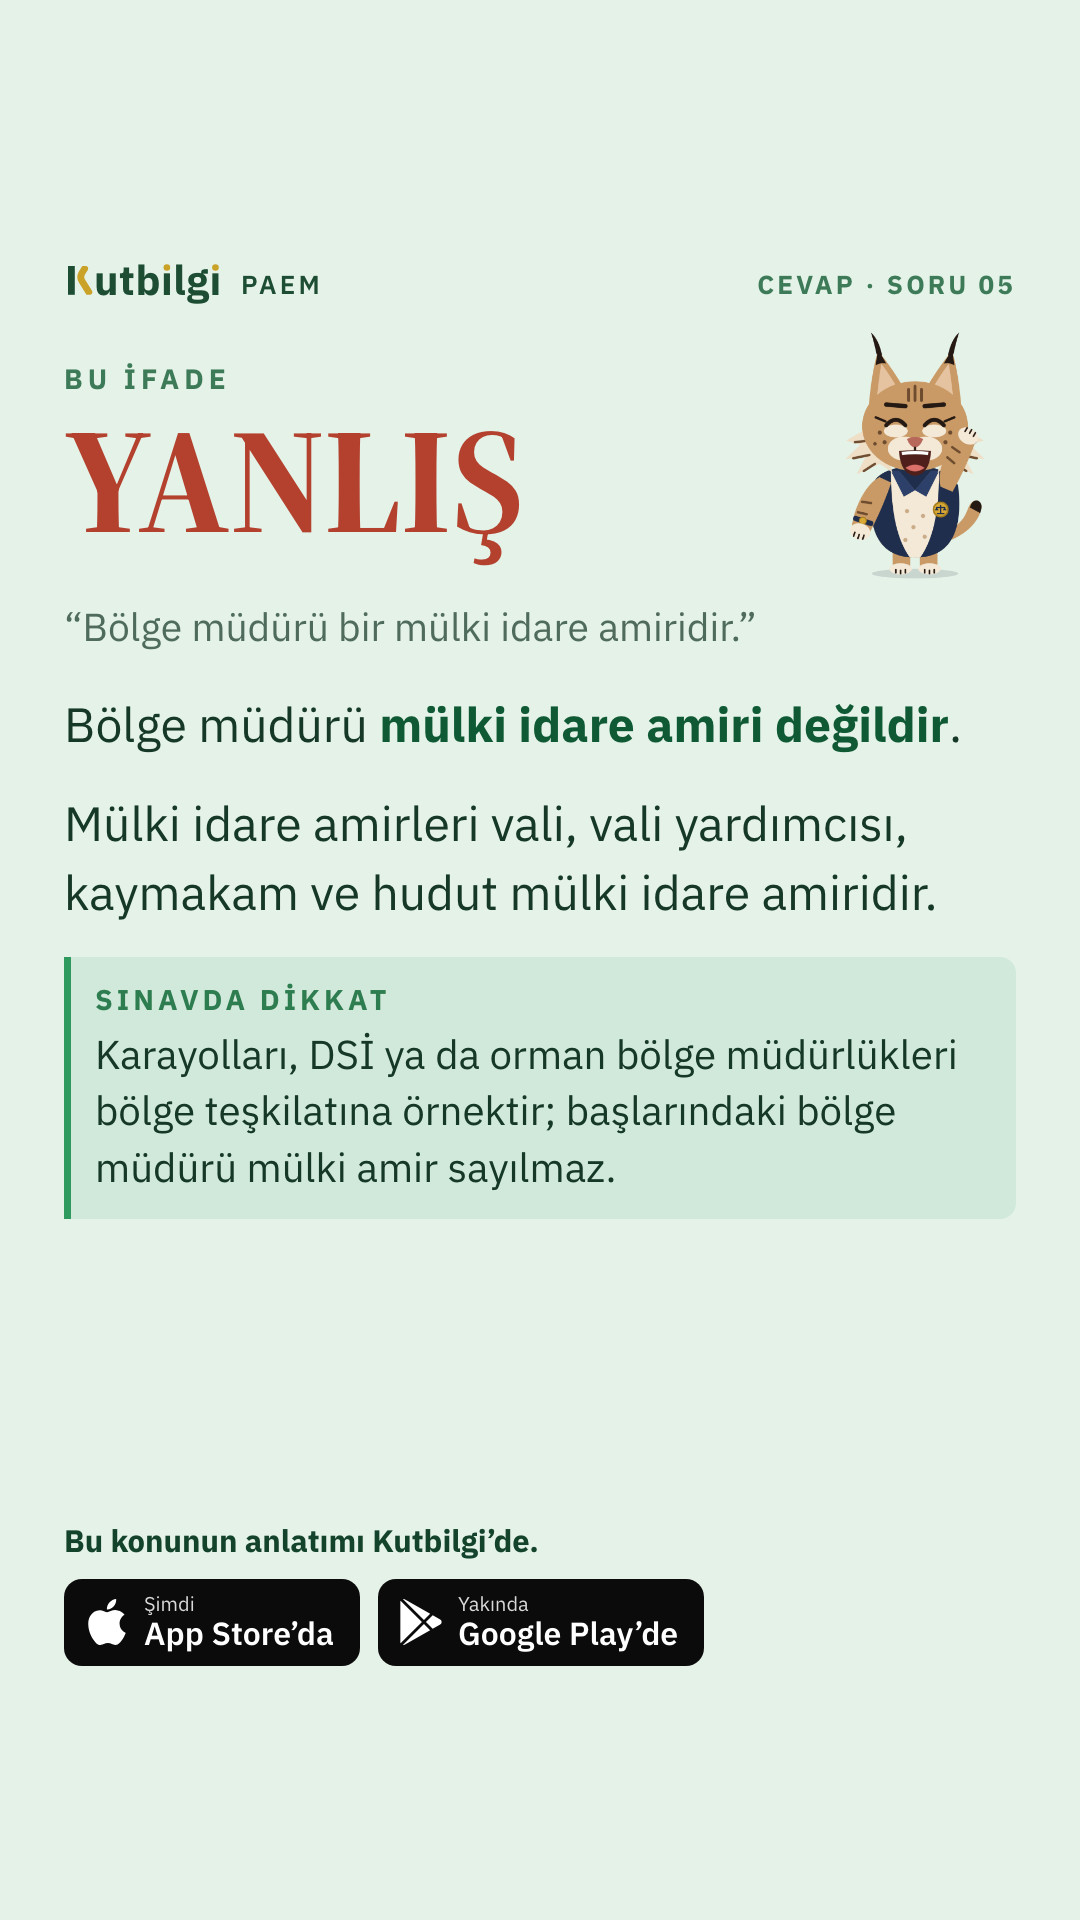 Kutbilgi PAEM
CEVAP · SORU 05
BU İFADE
YANLIŞ
“Bölge müdürü bir mülki idare amiridir.”
Bölge müdürü mülki idare amiri değildir.
Mülki idare amirleri vali, vali yardımcısı,
kaymakam ve hudut mülki idare amiridir.
SINAVDA DİKKAT
Karayolları, DSİ ya da orman bölge müdürlükleri
bölge teşkilatına örnektir; başlarındaki bölge
müdürü mülki amir sayılmaz.
Bu konunun anlatımı Kutbilgi’de.
Şimdi
App Store’da
Yakında
Google Play’de